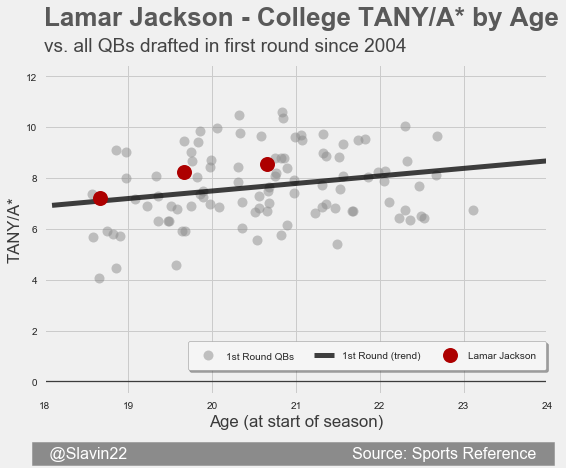 Lamar Jackson - College TANY/A* by Age
vs. all QBs drafted in first round since 2004
TANY/A*
12
10
8
6
4
2
0
1st Round QBs
1st Round (trend)
Lamar Jackson
18
19
20
21
22
23
24
Age (at start of season)
@Slavin22
Source: Sports Reference